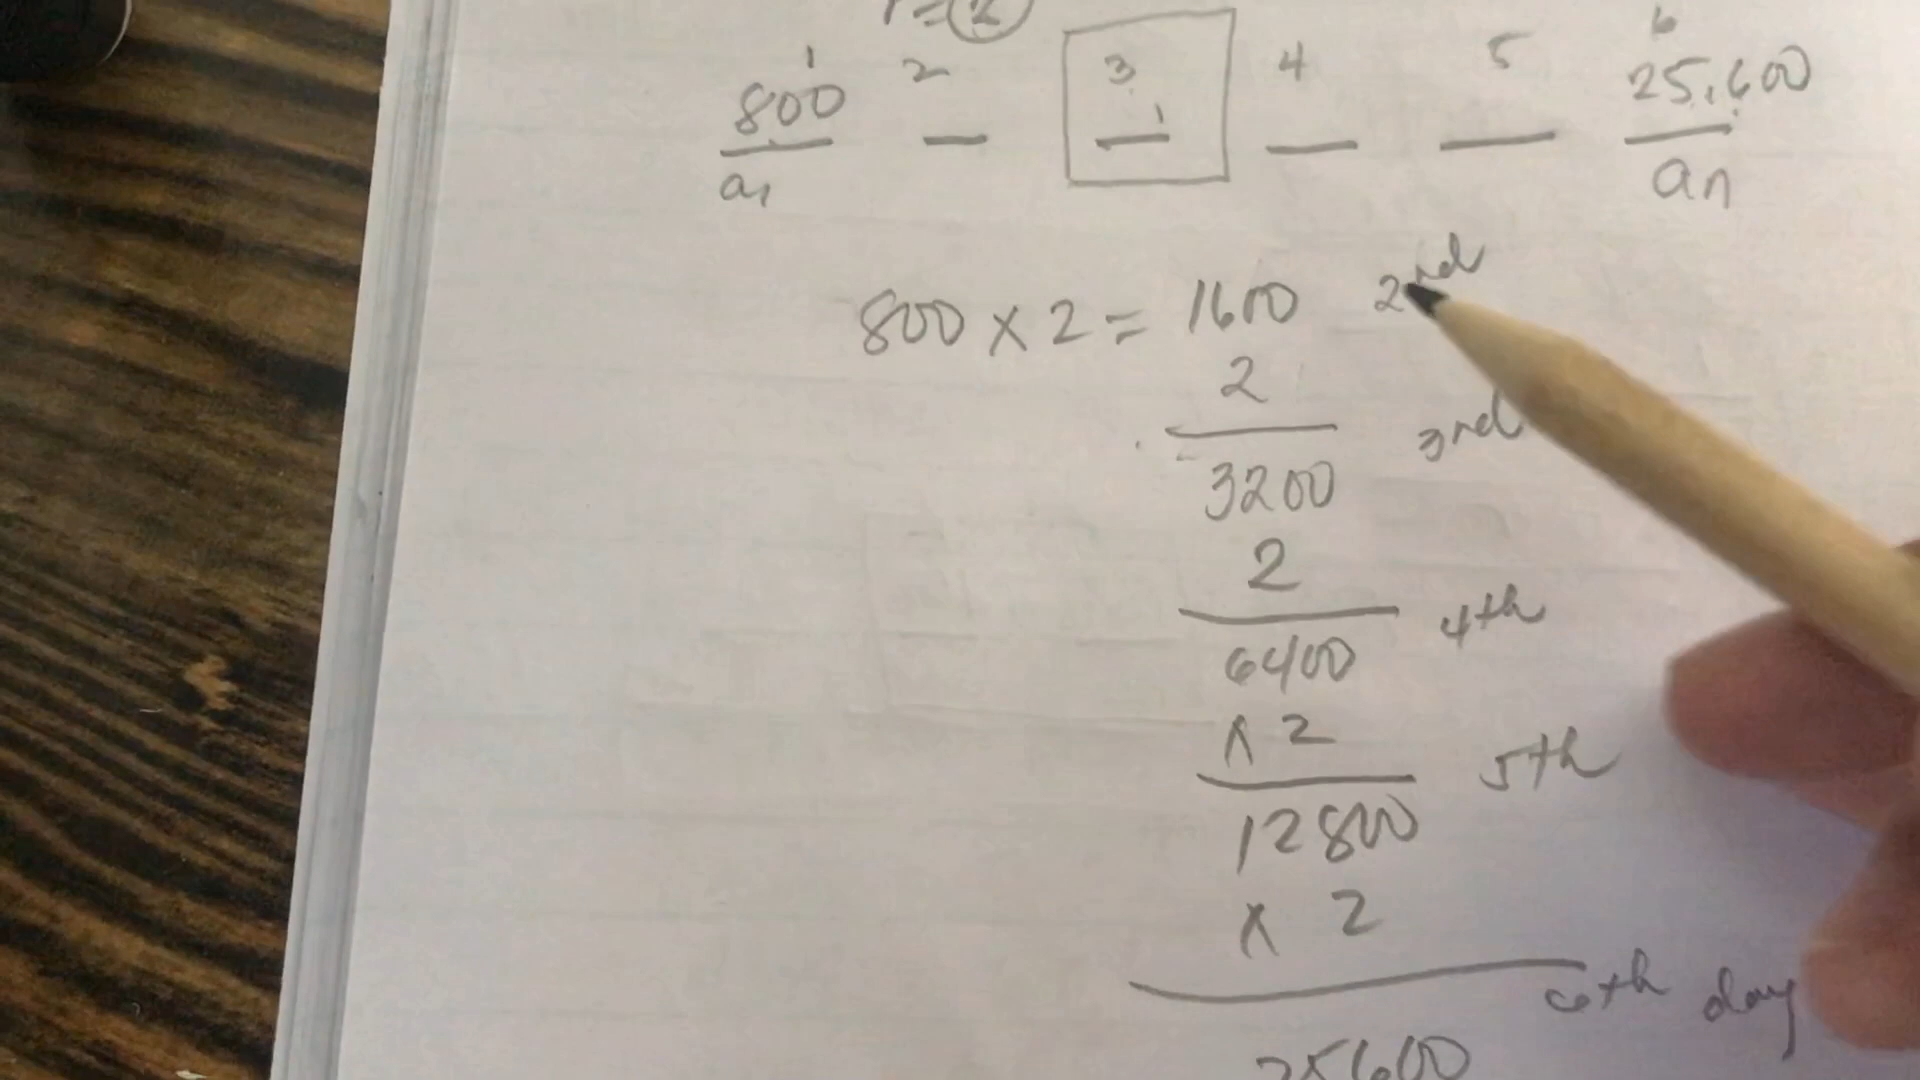 r = 2
1 2 3 4 5 6
800 25,600
a1 an
800 x 2 = 1600 2nd
2
3rd
3200
2
4th
6400
x 2
5th
12800
x 2
6th day
25600